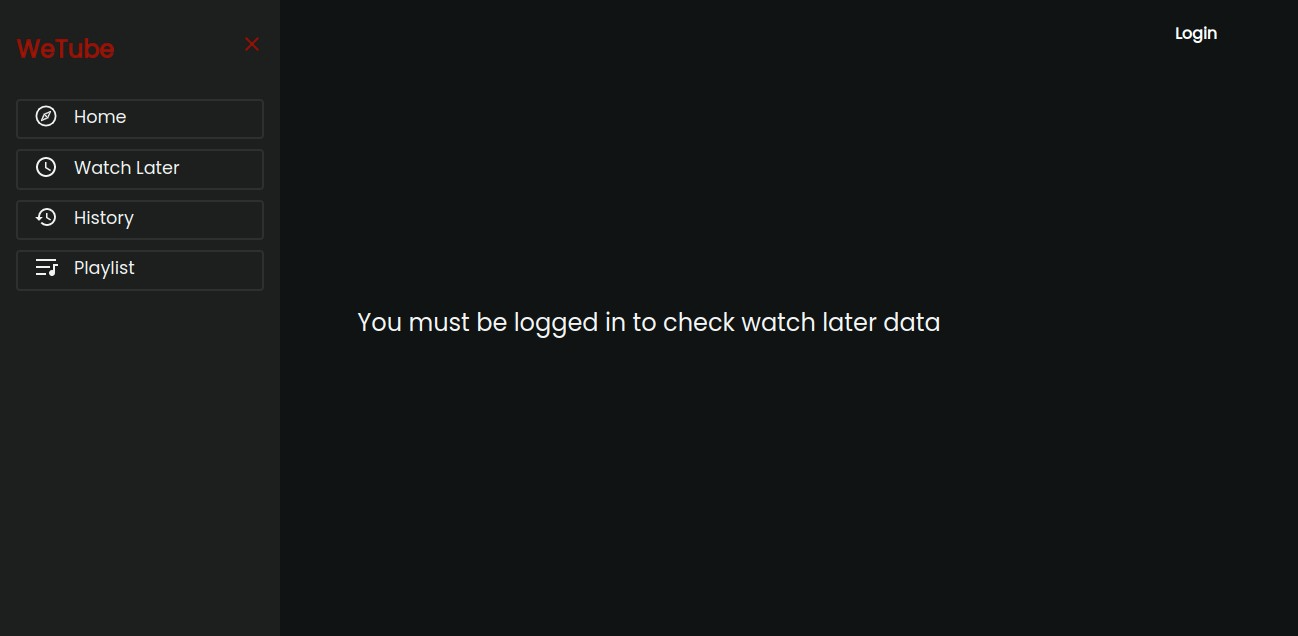 WeTube
Login
Home
Watch Later
History
Playlist
You must be logged in to check watch later data